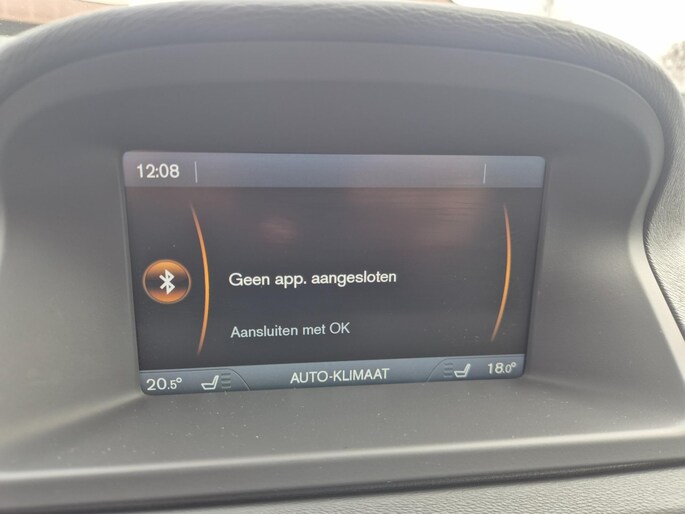 12:08
Geen app. aangesloten
Aansluiten met OK
20.5° AUTO-KLIMAAT 18.0°